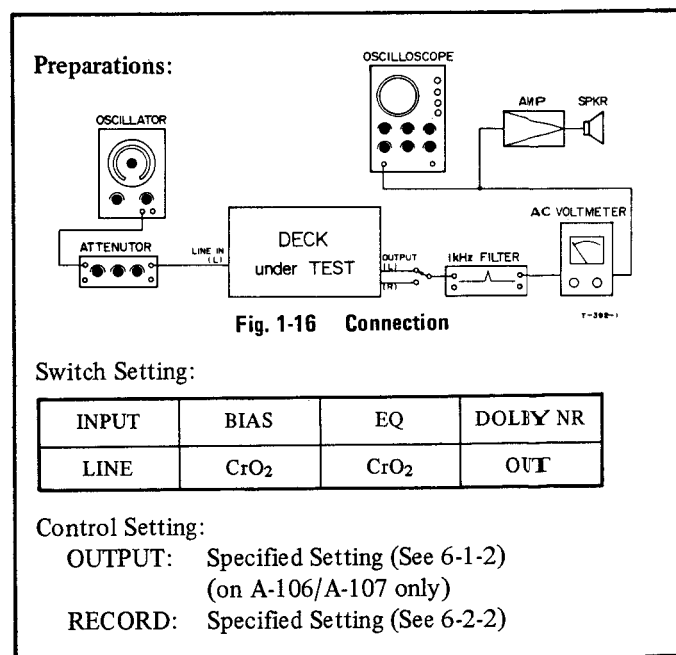 Preparations:
OSCILLOSCOPE
AMP SPKR
OSCILLATOR
AC VOLTMETER
ATTENUTOR
LINE IN
(L)
DECK
under TEST
OUTPUT
(L)
(R)
1kHz FILTER
Fig. 1-16 Connection
T-392-1
Switch Setting:
INPUT BIAS EQ DOLBY NR
LINE CrO₂ CrO₂ OUT
Control Setting:
OUTPUT: Specified Setting (See 6-1-2)
(on A-106/A-107 only)
RECORD: Specified Setting (See 6-2-2)